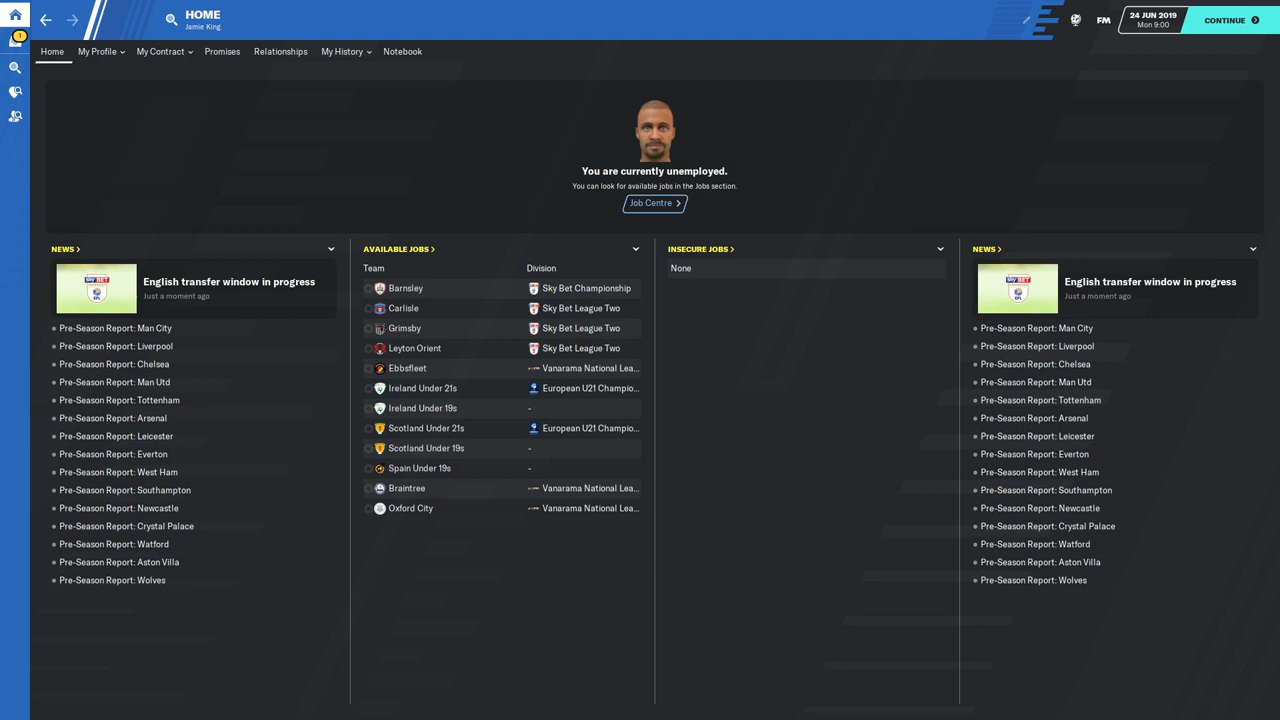 HOME
Jamie King
FM
24 JUN 2019
Mon 9:00
CONTINUE
1
Home
My Profile
My Contract
Promises
Relationships
My History
Notebook
You are currently unemployed.
You can look for available jobs in the Jobs section.
Job Centre
NEWS
English transfer window in progress
Just a moment ago
Pre-Season Report: Man City
Pre-Season Report: Liverpool
Pre-Season Report: Chelsea
Pre-Season Report: Man Utd
Pre-Season Report: Tottenham
Pre-Season Report: Arsenal
Pre-Season Report: Leicester
Pre-Season Report: Everton
Pre-Season Report: West Ham
Pre-Season Report: Southampton
Pre-Season Report: Newcastle
Pre-Season Report: Crystal Palace
Pre-Season Report: Watford
Pre-Season Report: Aston Villa
Pre-Season Report: Wolves
AVAILABLE JOBS
Team Division
Barnsley Sky Bet Championship
Carlisle Sky Bet League Two
Grimsby Sky Bet League Two
Leyton Orient Sky Bet League Two
Ebbsfleet Vanarama National Lea...
Ireland Under 21s European U21 Champio...
Ireland Under 19s -
Scotland Under 21s European U21 Champio...
Scotland Under 19s -
Spain Under 19s -
Braintree Vanarama National Lea...
Oxford City Vanarama National Lea...
INSECURE JOBS
None
NEWS
English transfer window in progress
Just a moment ago
Pre-Season Report: Man City
Pre-Season Report: Liverpool
Pre-Season Report: Chelsea
Pre-Season Report: Man Utd
Pre-Season Report: Tottenham
Pre-Season Report: Arsenal
Pre-Season Report: Leicester
Pre-Season Report: Everton
Pre-Season Report: West Ham
Pre-Season Report: Southampton
Pre-Season Report: Newcastle
Pre-Season Report: Crystal Palace
Pre-Season Report: Watford
Pre-Season Report: Aston Villa
Pre-Season Report: Wolves